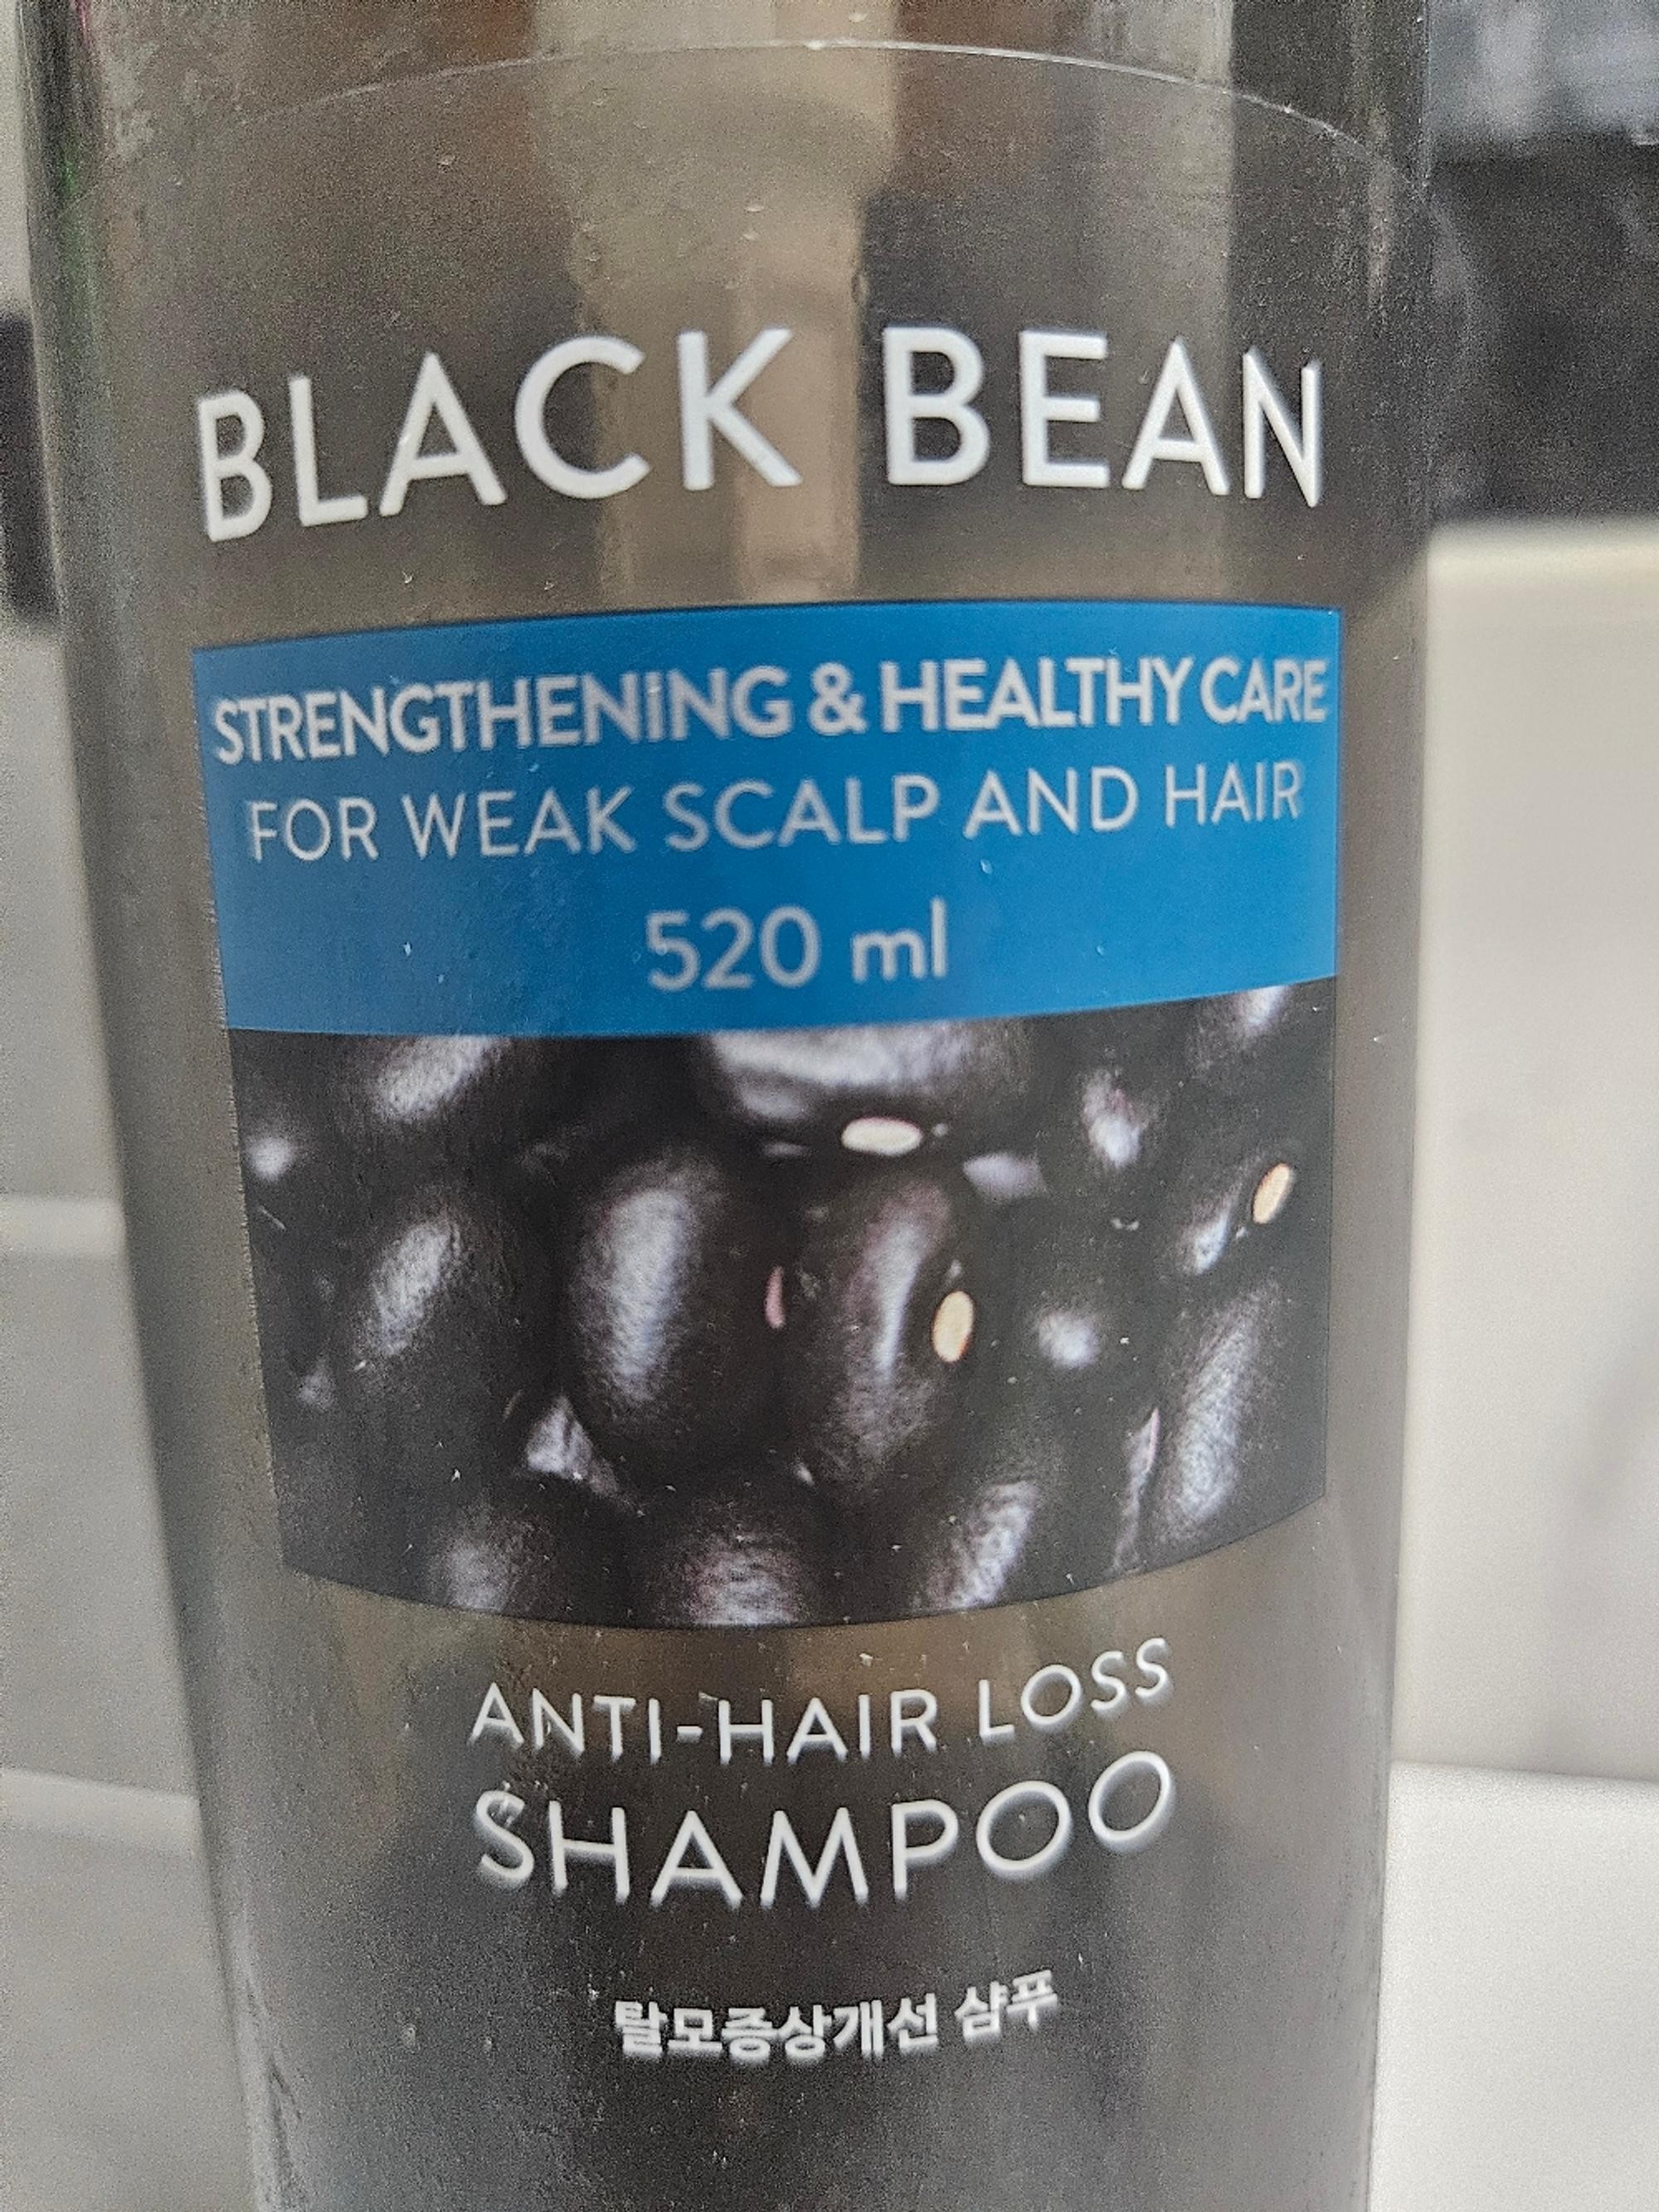 BLACK BEAN
STRENGTHENING & HEALTHY CARE
FOR WEAK SCALP AND HAIR
520 ml
ANTI-HAIR LOSS
SHAMPOO
탈모증상개선 샴푸